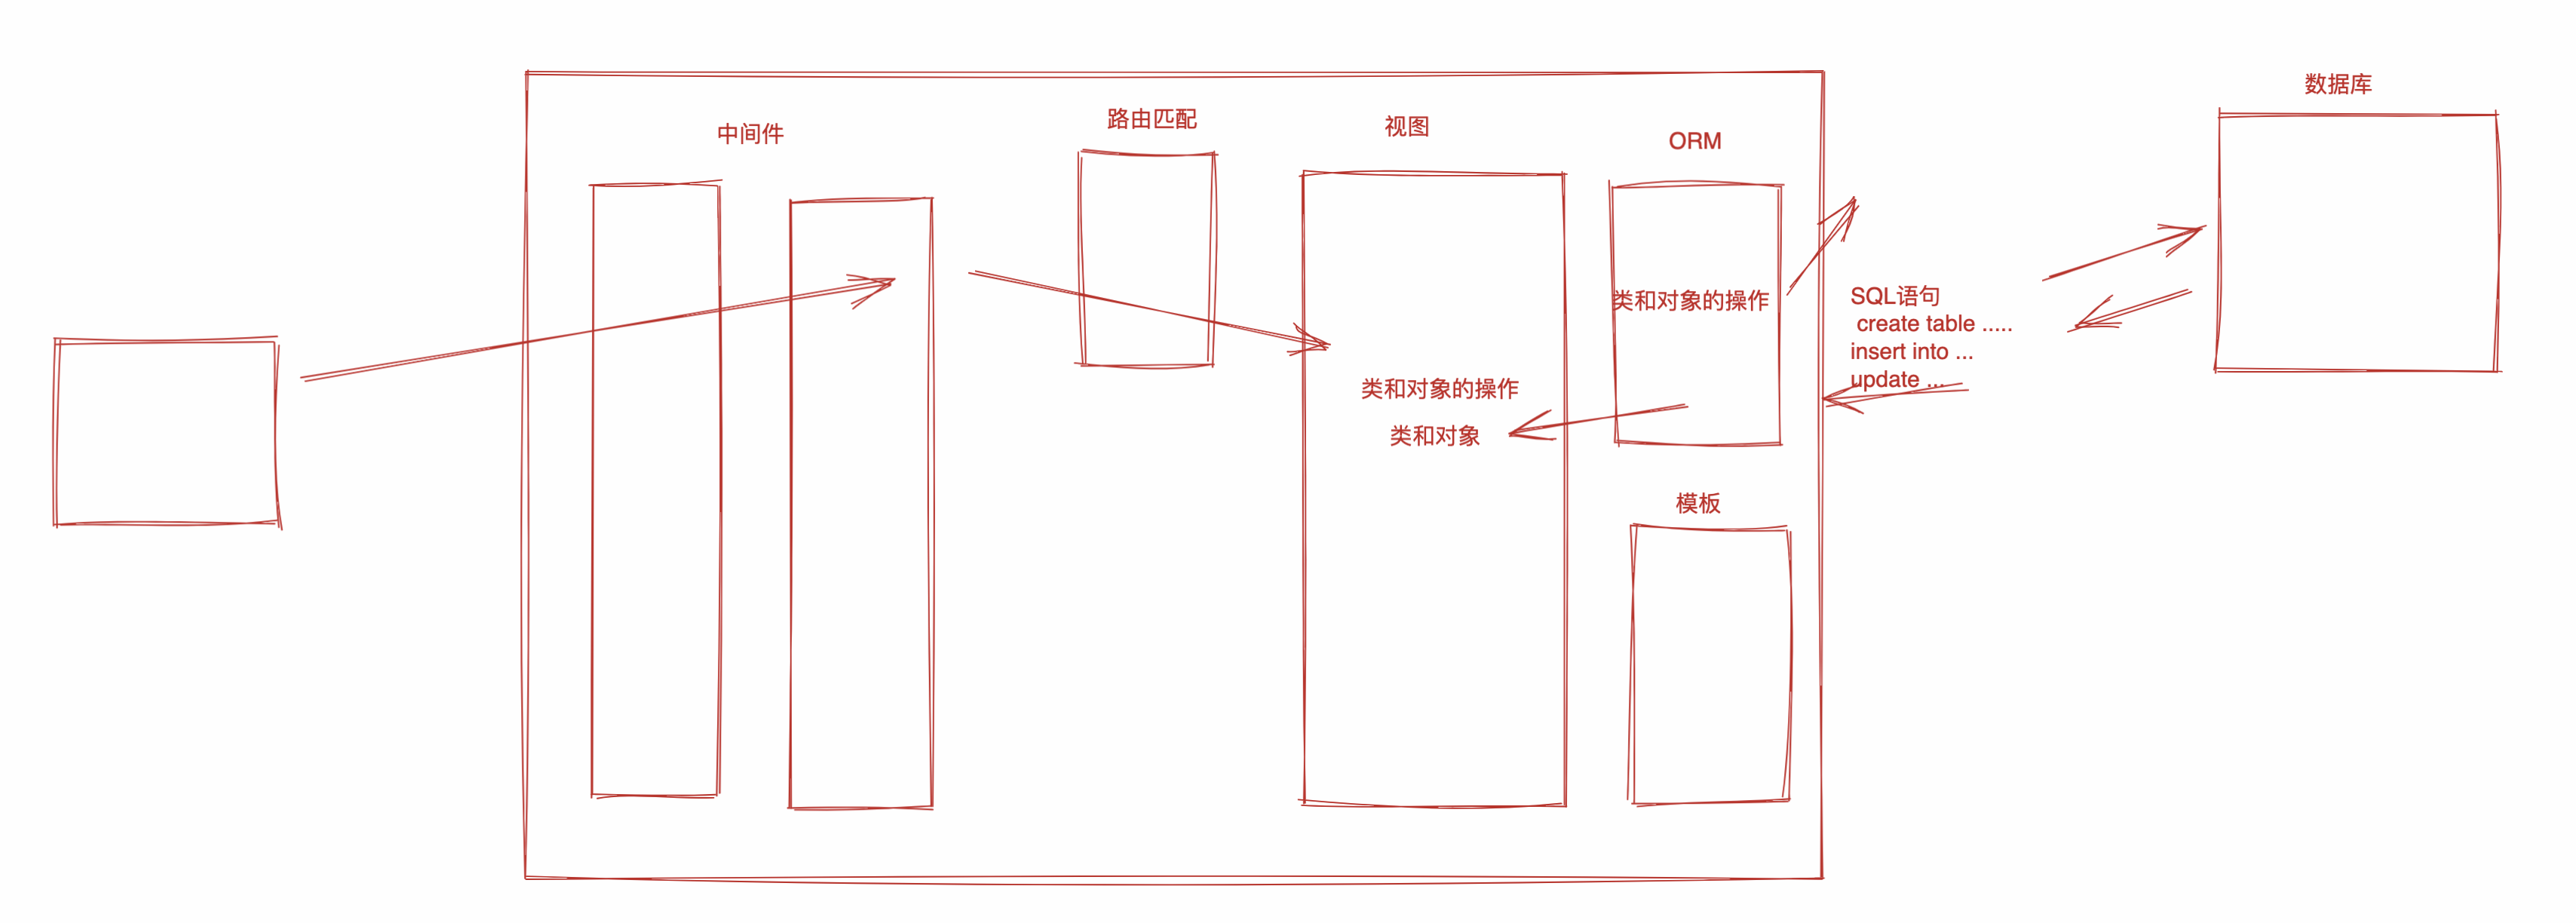 中间件
路由匹配
视图
ORM
数据库
类和对象的操作
SQL语句
create table .....
insert into ...
update ...
类和对象的操作
类和对象
模板